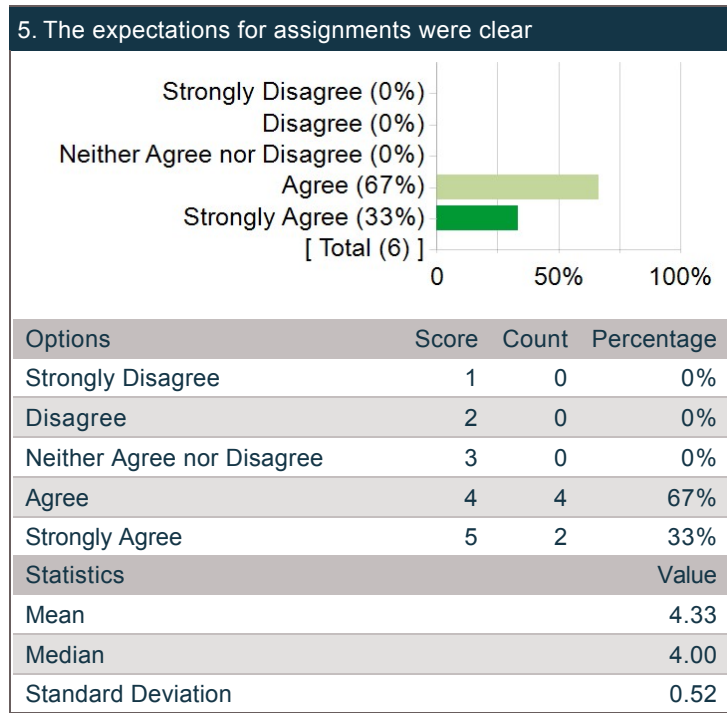 5. The expectations for assignments were clear
Strongly Disagree (0%)
Disagree (0%)
Neither Agree nor Disagree (0%)
Agree (67%)
Strongly Agree (33%)
[ Total (6) ]
0 50% 100%
Options Score Count Percentage
Strongly Disagree 1 0 0%
Disagree 2 0 0%
Neither Agree nor Disagree 3 0 0%
Agree 4 4 67%
Strongly Agree 5 2 33%
Statistics Value
Mean 4.33
Median 4.00
Standard Deviation 0.52